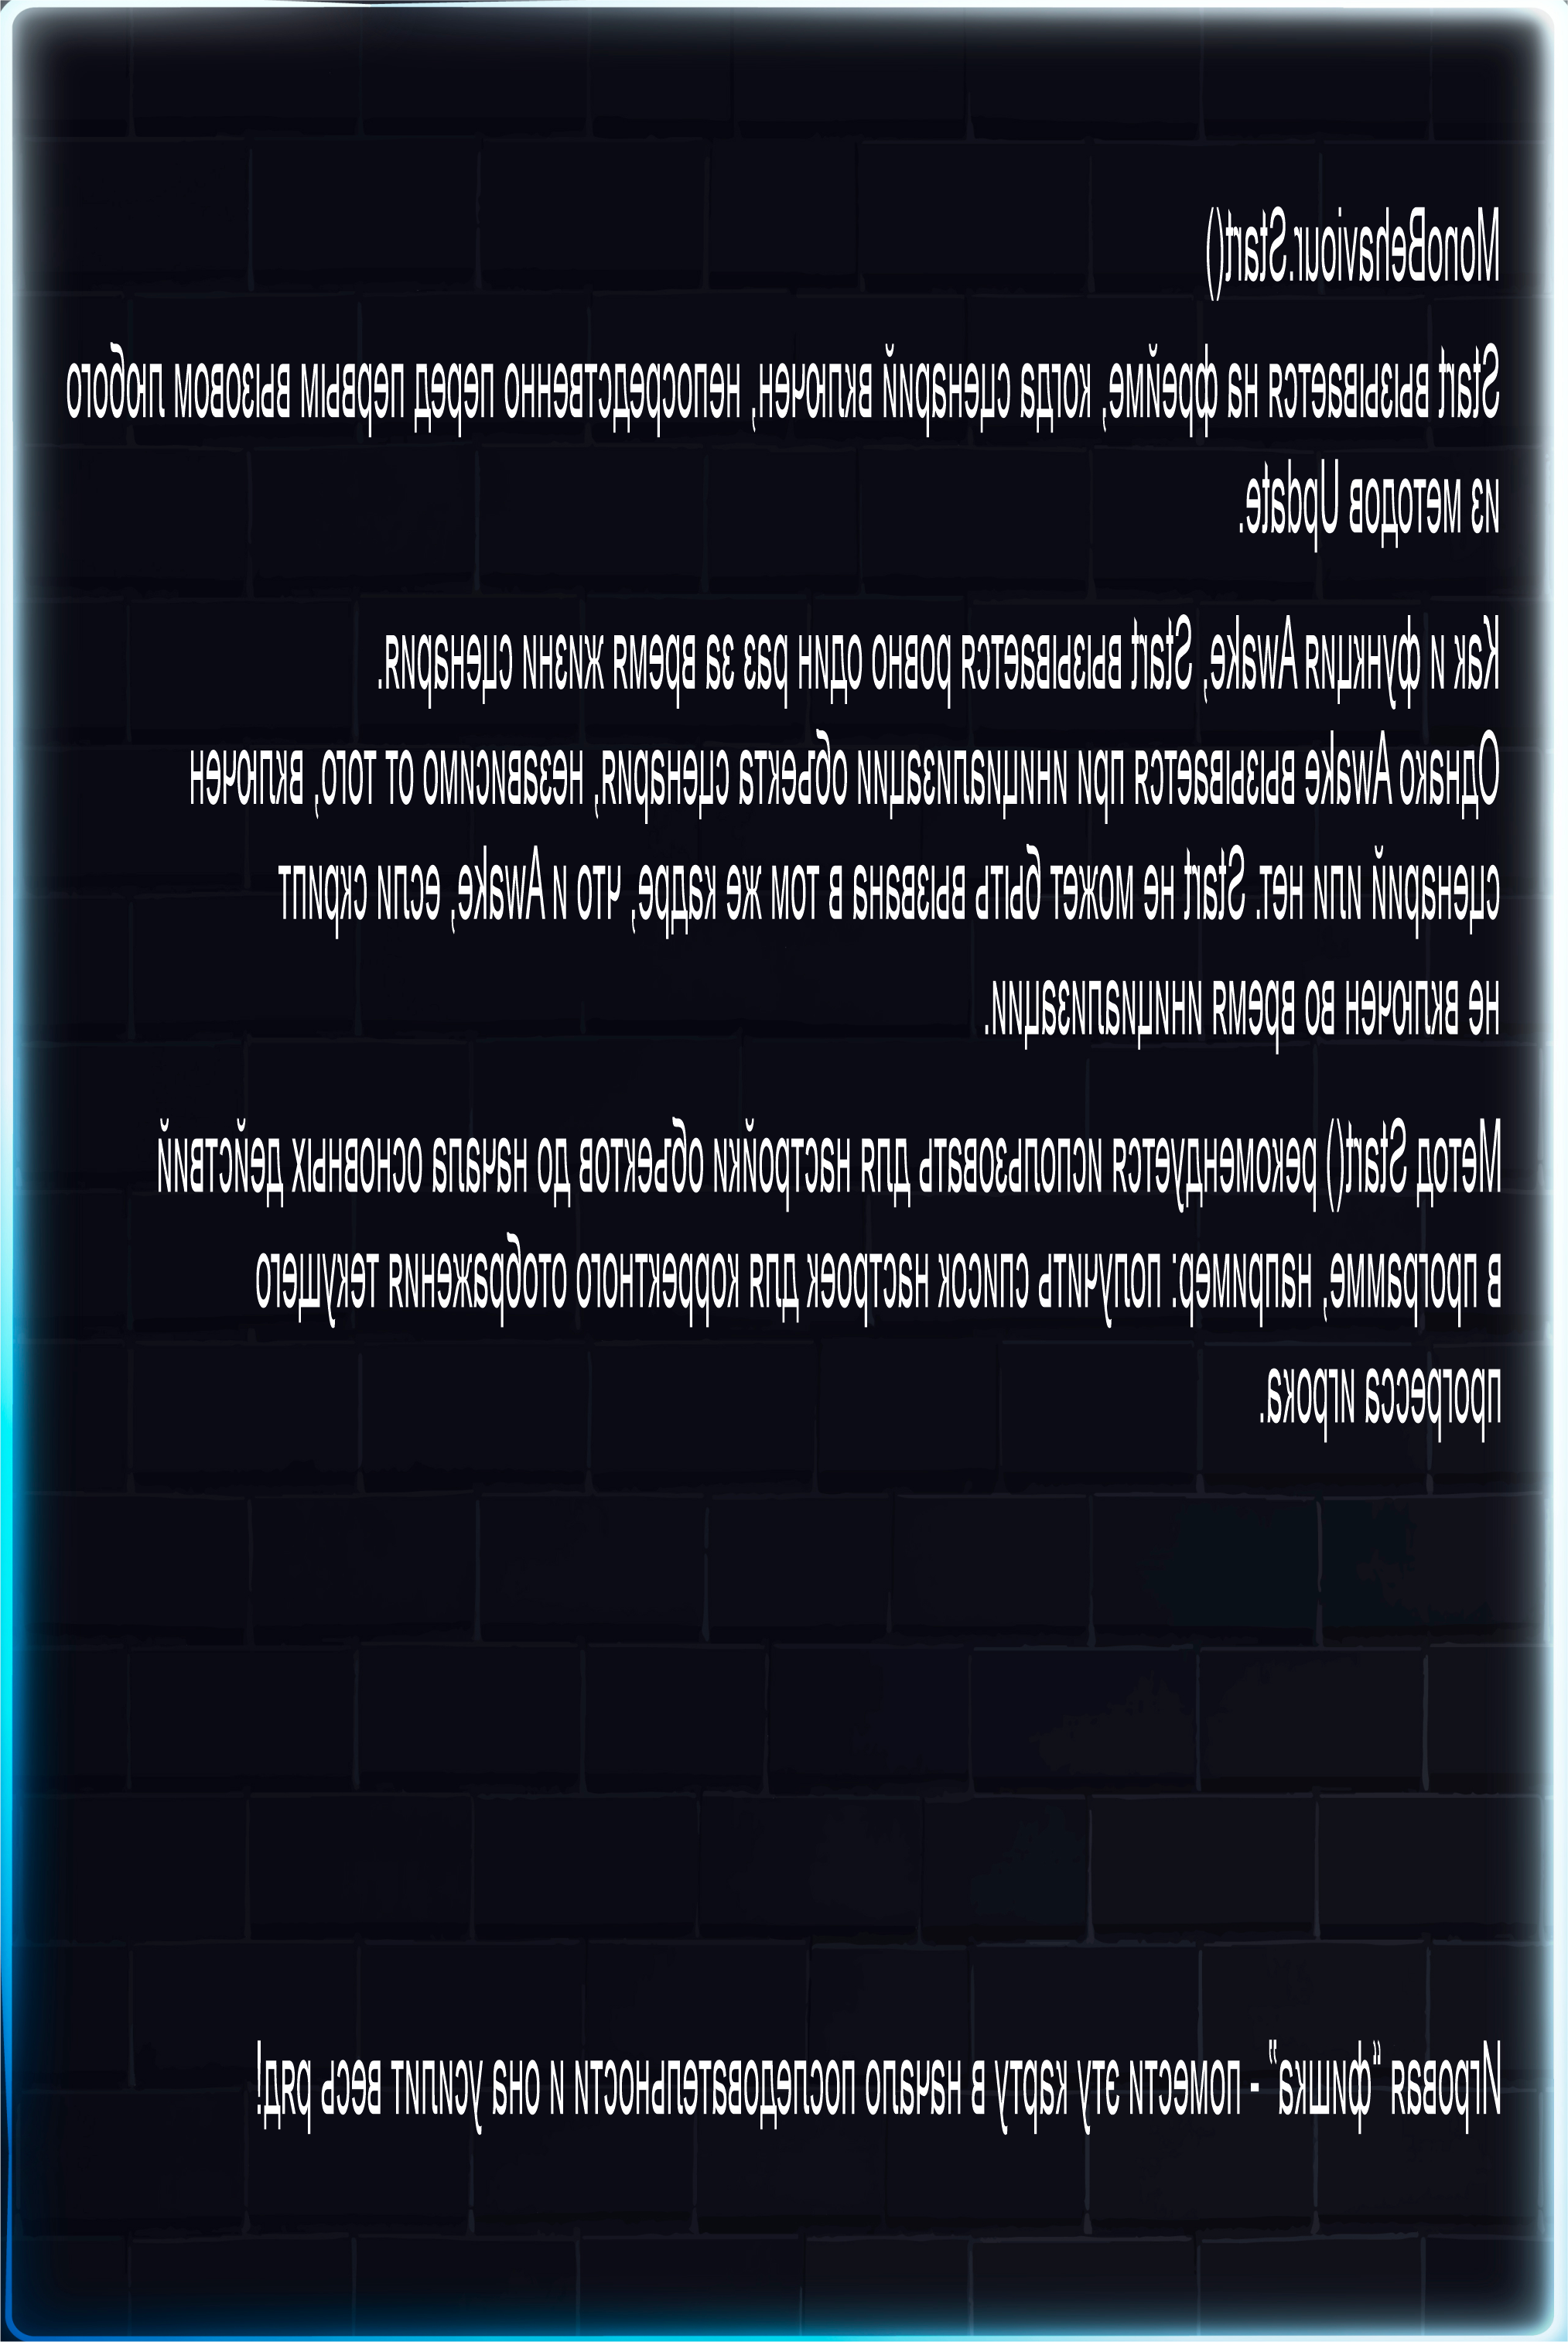 MonoBehaviour.Start()
Start вызывается на фрейме, когда сценарий включен, непосредственно перед первым вызовом любого
из методов Update.
Как и функция Awake, Start вызывается ровно один раз за время жизни сценария.
Однако Awake вызывается при инициализации объекта сценария, независимо от того, включен
сценарий или нет. Start не может быть вызвана в том же кадре, что и Awake, если скрипт
не включен во время инициализации.
Метод Start() рекомендуется использовать для настройки объектов до начала основных действий
в программе, например: получить список настроек для корректного отображения текущего
прогресса игрока.
Игровая “фишка” - помести эту карту в начало последовательности и она усилит весь ряд!